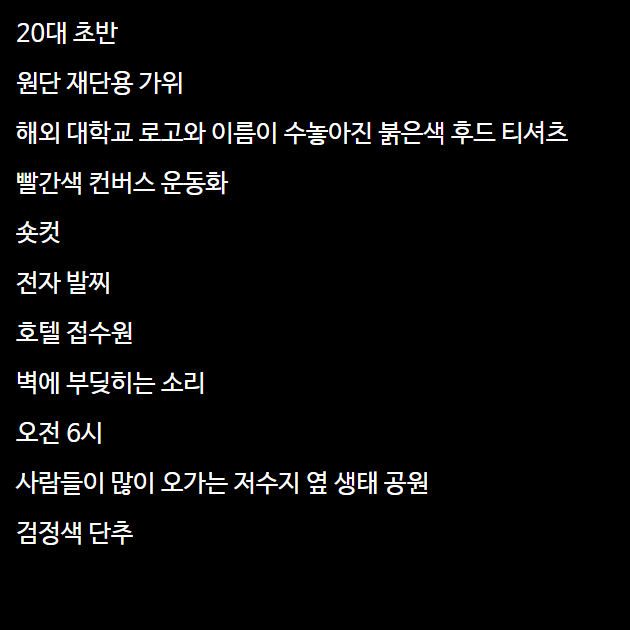 20대 초반
원단 재단용 가위
해외 대학교 로고와 이름이 수놓아진 붉은색 후드 티셔츠
빨간색 컨버스 운동화
숏컷
전자 발찌
호텔 접수원
벽에 부딪히는 소리
오전 6시
사람들이 많이 오가는 저수지 옆 생태 공원
검정색 단추